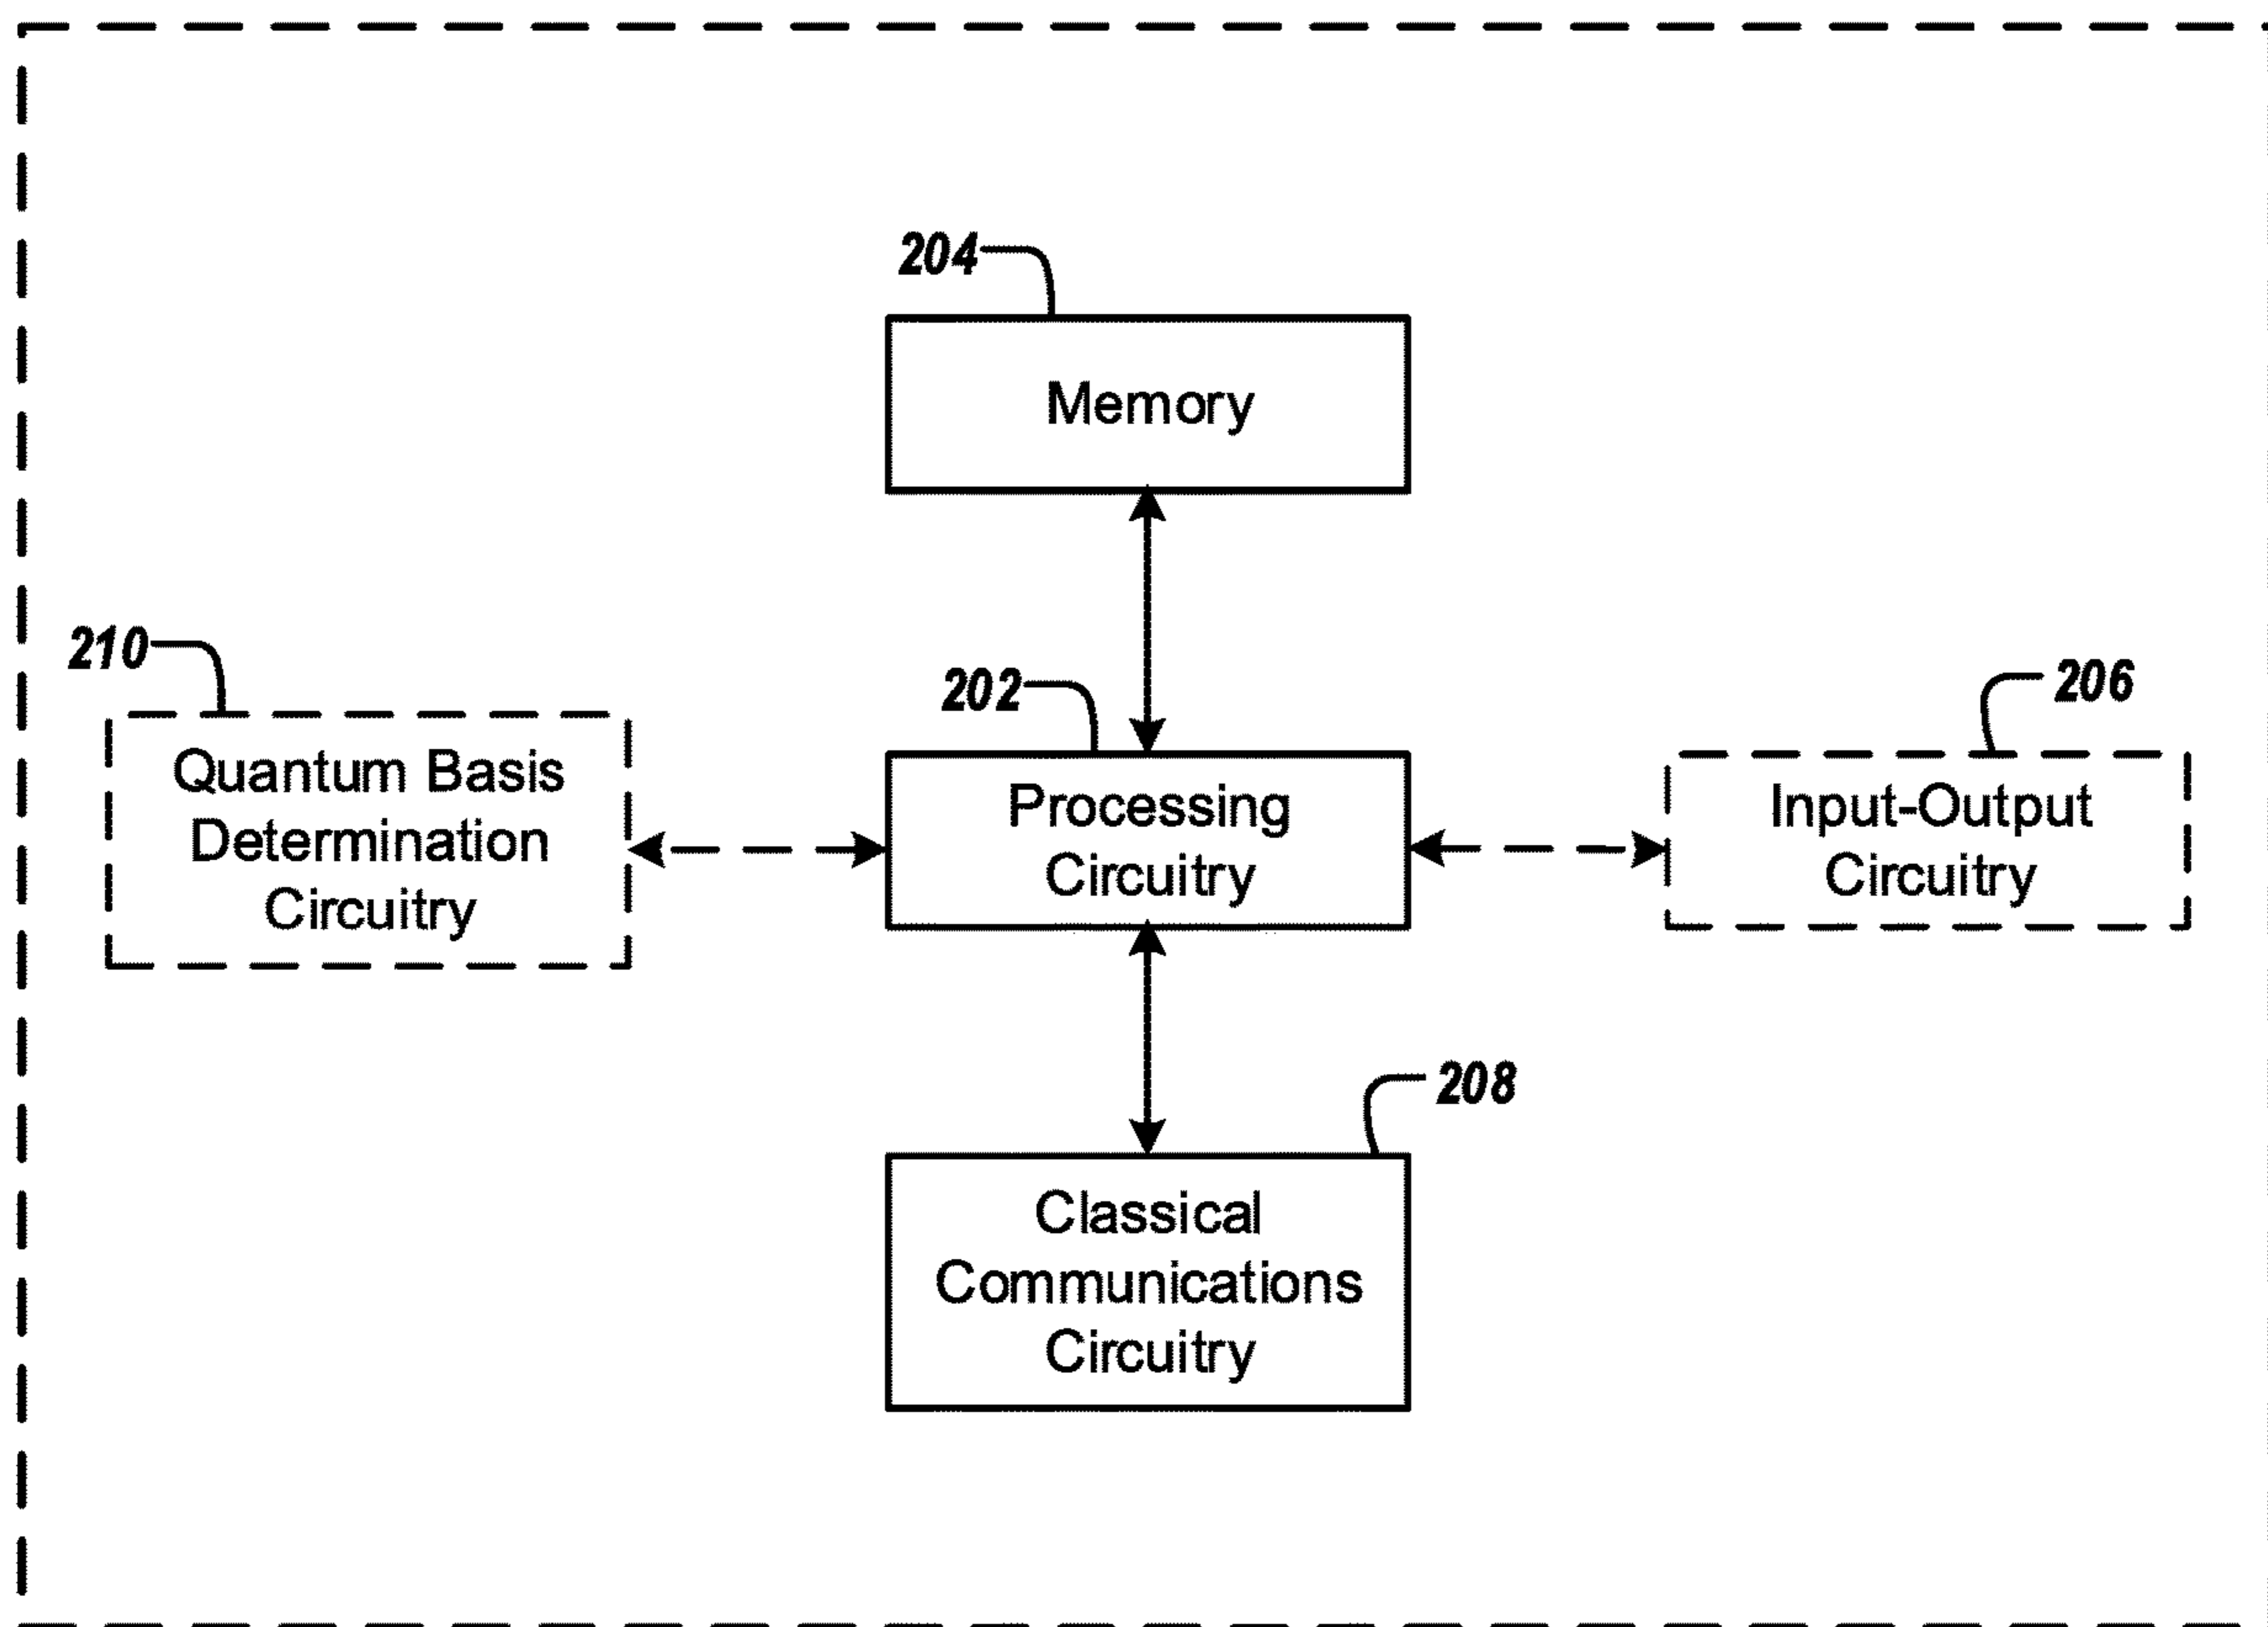 204
Memory
210
202
206
Quantum Basis
Determination
Circuitry
Processing
Circuitry
Input-Output
Circuitry
208
Classical
Communications
Circuitry